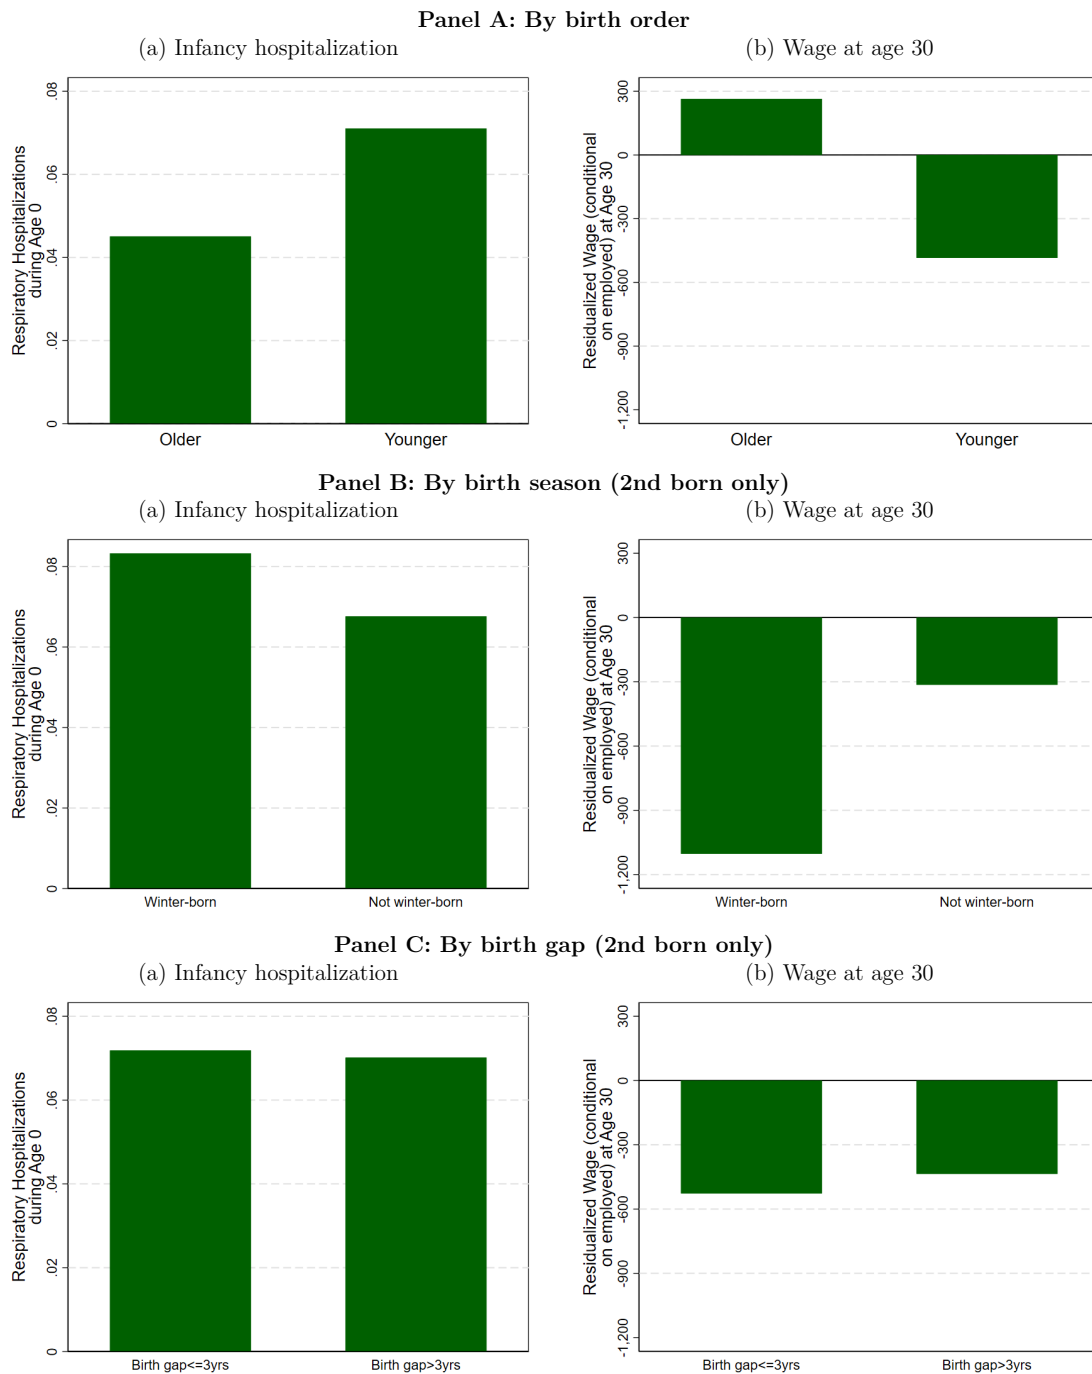 Panel A: By birth order
(a) Infancy hospitalization
(b) Wage at age 30
Respiratory Hospitalizations
during Age 0
.08
.06
.04
.02
0
Older
Younger
Residualized Wage (conditional
on employed) at Age 30
300
0
-300
-600
-900
-1,200
Older
Younger
Panel B: By birth season (2nd born only)
(a) Infancy hospitalization
(b) Wage at age 30
Respiratory Hospitalizations
during Age 0
.08
.06
.04
.02
0
Winter-born
Not winter-born
Residualized Wage (conditional
on employed) at Age 30
300
0
-300
-600
-900
-1,200
Winter-born
Not winter-born
Panel C: By birth gap (2nd born only)
(a) Infancy hospitalization
(b) Wage at age 30
Respiratory Hospitalizations
during Age 0
.08
.06
.04
.02
0
Birth gap<=3yrs
Birth gap>3yrs
Residualized Wage (conditional
on employed) at Age 30
300
0
-300
-600
-900
-1,200
Birth gap<=3yrs
Birth gap>3yrs